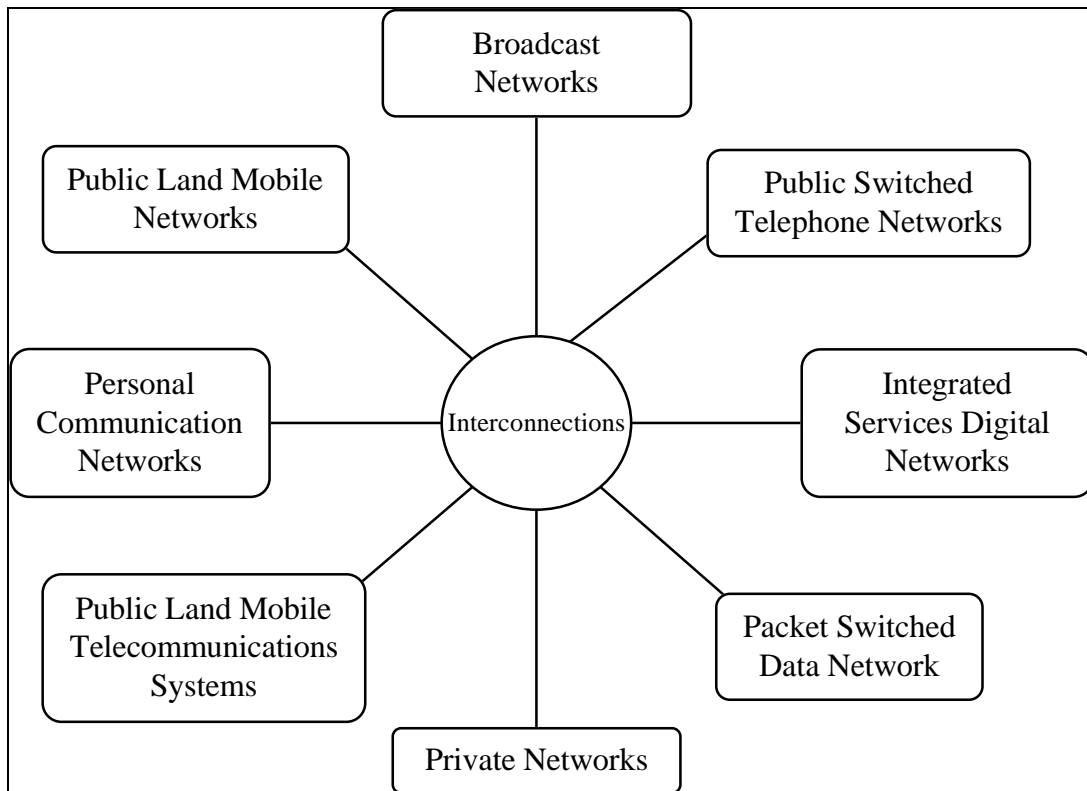 Broadcast
Networks
Public Land Mobile
Networks
Public Switched
Telephone Networks
Personal
Communication
Networks
Interconnections
Integrated
Services Digital
Networks
Public Land Mobile
Telecommunications
Systems
Packet Switched
Data Network
Private Networks